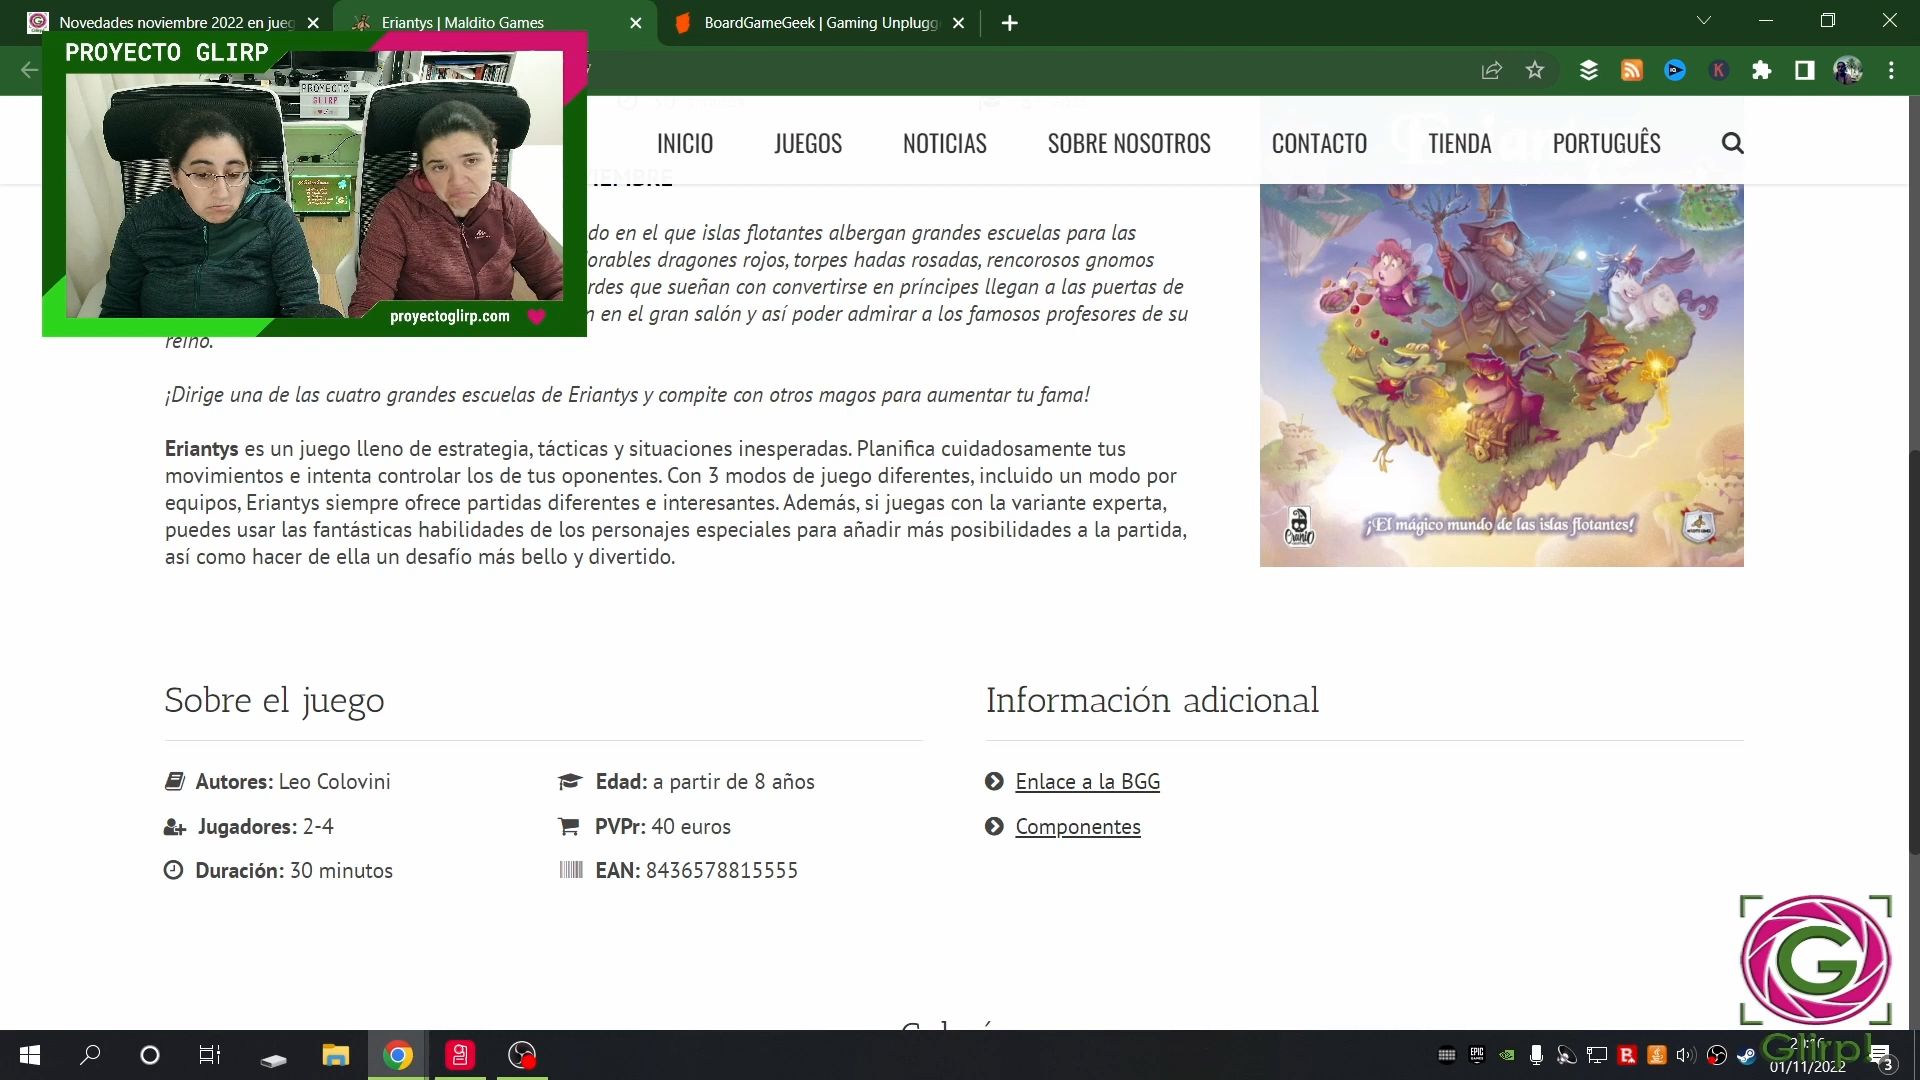 Novedades noviembre 2022 en jueg
Eriantys | Maldito Games
BoardGameGeek | Gaming Unplugg
PROYECTO GLIRP
PROYECTO
GLIRP
proyectoglirp.com
INICIO
JUEGOS
NOTICIAS
SOBRE NOSOTROS
CONTACTO
TIENDA
PORTUGUÊS
IEMBRE
do en el que islas flotantes albergan grandes escuelas para las
orables dragones rojos, torpes hadas rosadas, rencorosos gnomos
rdes que sueñan con convertirse en príncipes llegan a las puertas de
n en el gran salón y así poder admirar a los famosos profesores de su
reino.
¡Dirige una de las cuatro grandes escuelas de Eriantys y compite con otros magos para aumentar tu fama!
Eriantys es un juego lleno de estrategia, tácticas y situaciones inesperadas. Planifica cuidadosamente tus
movimientos e intenta controlar los de tus oponentes. Con 3 modos de juego diferentes, incluido un modo por
equipos, Eriantys siempre ofrece partidas diferentes e interesantes. Además, si juegas con la variante experta,
puedes usar las fantásticas habilidades de los personajes especiales para añadir más posibilidades a la partida,
así como hacer de ella un desafío más bello y divertido.
Cranio
¡El mágico mundo de las islas flotantes!
Sobre el juego
Autores: Leo Colovini
Jugadores: 2-4
Duración: 30 minutos
Edad: a partir de 8 años
PVPr: 40 euros
EAN: 8436578815555
Información adicional
Enlace a la BGG
Componentes
G
Glirp!
01/11/2022
3